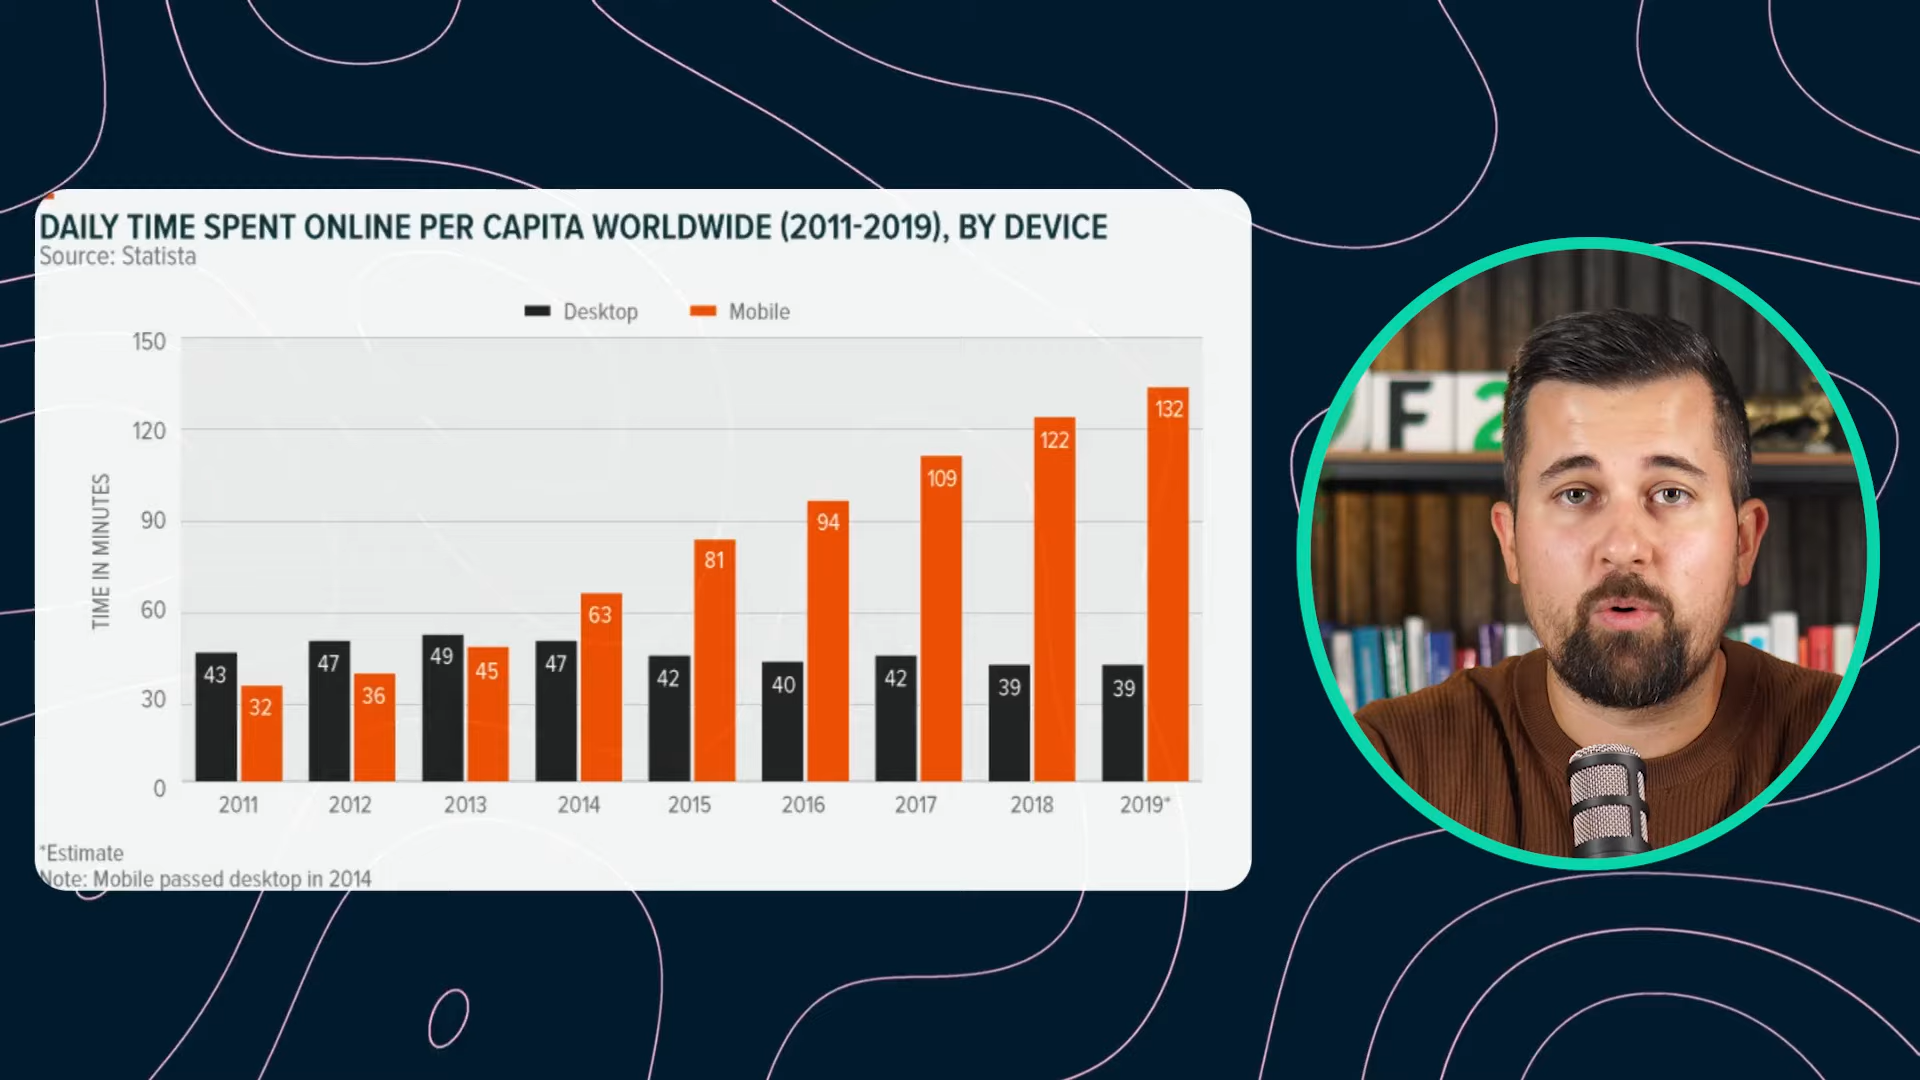 DAILY TIME SPENT ONLINE PER CAPITA WORLDWIDE (2011-2019), BY DEVICE
Source: Statista
Desktop Mobile
150
120
90
60
30
0
TIME IN MINUTES
43 32 47 36 49 45 47 63 42 81 40 94 42 109 39 122 39 132
2011 2012 2013 2014 2015 2016 2017 2018 2019*
*Estimate
Note: Mobile passed desktop in 2014
F 2